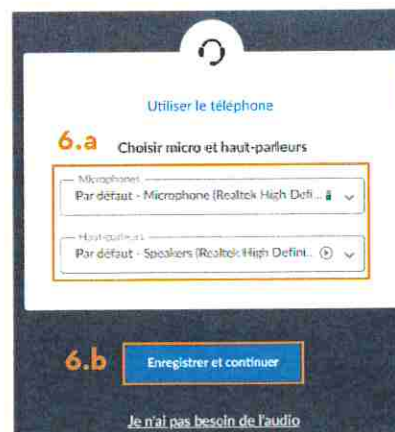 Utiliser le téléphone
6.a Choisir micro et haut-parleurs
Microphones
Par défaut - Microphone (Realtek High Defi...
Haut-parleurs
Par défaut - Speakers (Realtek High Defini...
6.b Enregistrer et continuer
Je n'ai pas besoin de l'audio